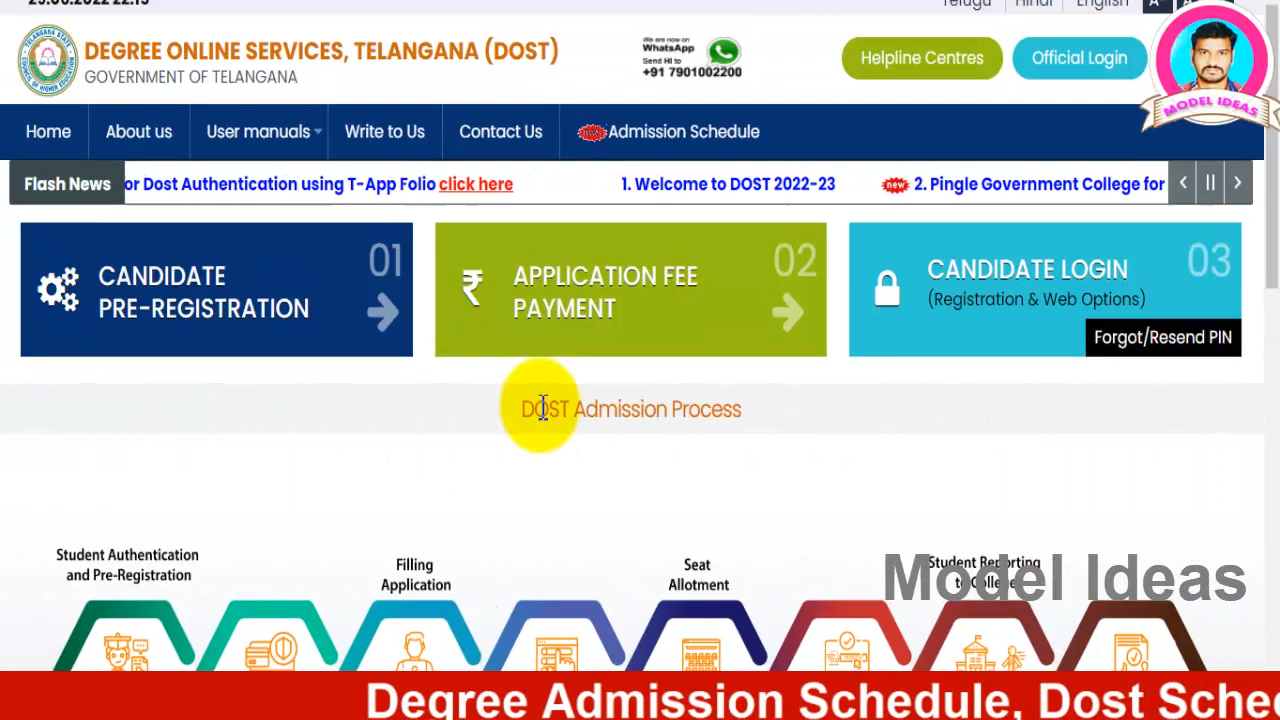 Telugu Hindi English
DEGREE ONLINE SERVICES, TELANGANA (DOST)
GOVERNMENT OF TELANGANA
We are now on
WhatsApp
Send HI to
+91 7901002200
Helpline Centres
Official Login
MODEL IDEAS
Home
About us
User manuals
Write to Us
Contact Us
new Admission Schedule
Flash News
or Dost Authentication using T-App Folio click here
1. Welcome to DOST 2022-23
new 2. Pingle Government College for
CANDIDATE
PRE-REGISTRATION
01
APPLICATION FEE
PAYMENT
02
CANDIDATE LOGIN
(Registration & Web Options)
03
Forgot/Resend PIN
DOST Admission Process
Student Authentication
and Pre-Registration
Filling
Application
Seat
Allotment
Student Reporting
Model Ideas
Degree Admission Schedule, Dost Sche